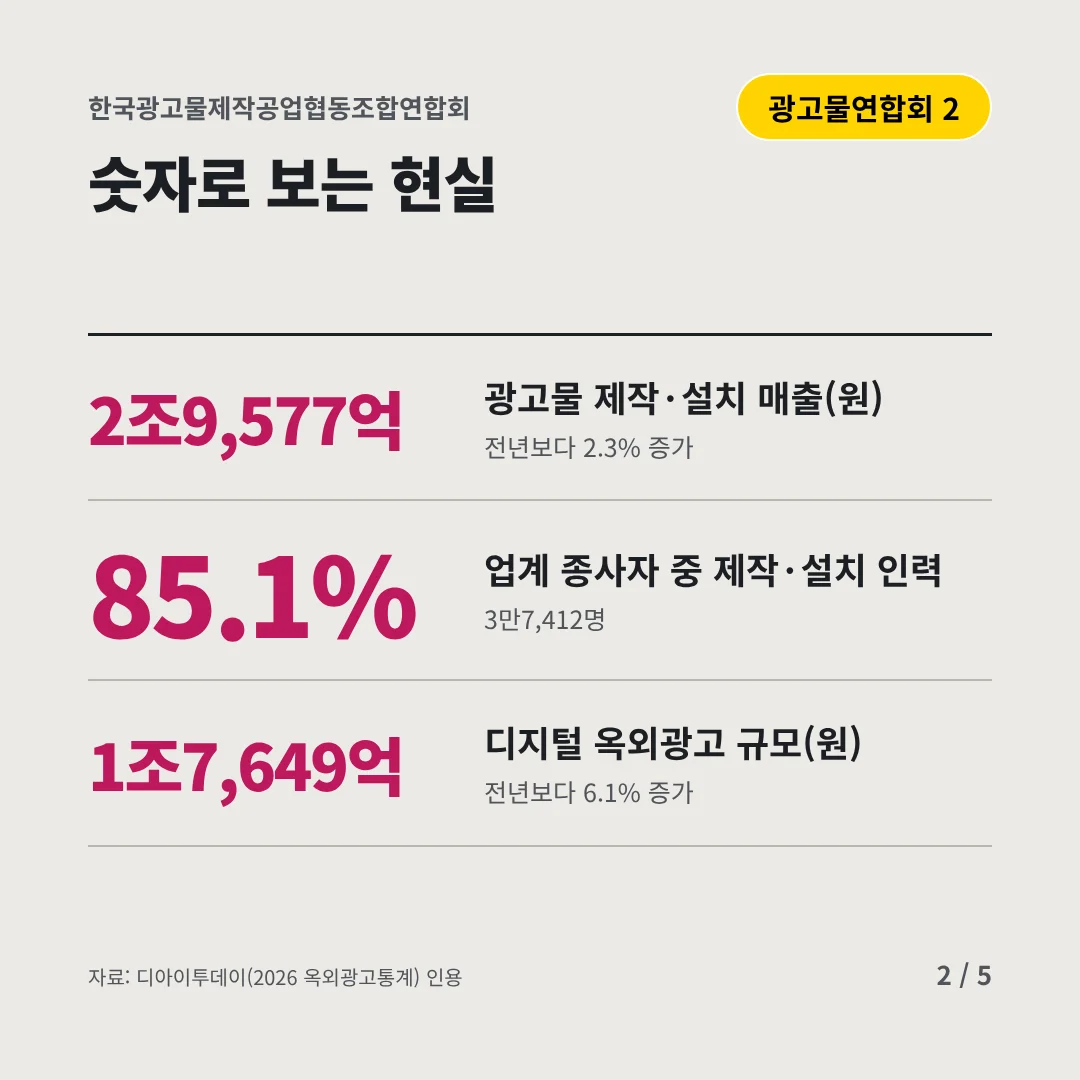 한국광고물제작공업협동조합연합회
광고물연합회 2
숫자로 보는 현실
2조9,577억
광고물 제작·설치 매출(원)
전년보다 2.3% 증가
85.1%
업계 종사자 중 제작·설치 인력
3만7,412명
1조7,649억
디지털 옥외광고 규모(원)
전년보다 6.1% 증가
자료: 디아이투데이(2026 옥외광고통계) 인용
2 / 5